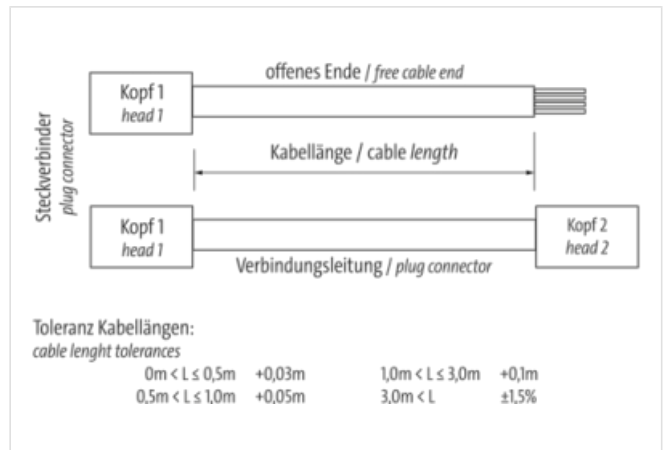 offenes Ende / free cable end
Kopf 1
head 1
Steckverbinder
plug connector
Kabellänge / cable length
Kopf 1
head 1
Kopf 2
head 2
Verbindungsleitung / plug connector
Toleranz Kabellängen:
cable lenght tolerances
0m < L ≤ 0,5m +0,03m 1,0m < L ≤ 3,0m +0,1m
0,5m < L ≤ 1,0m +0,05m 3,0m < L ±1,5%